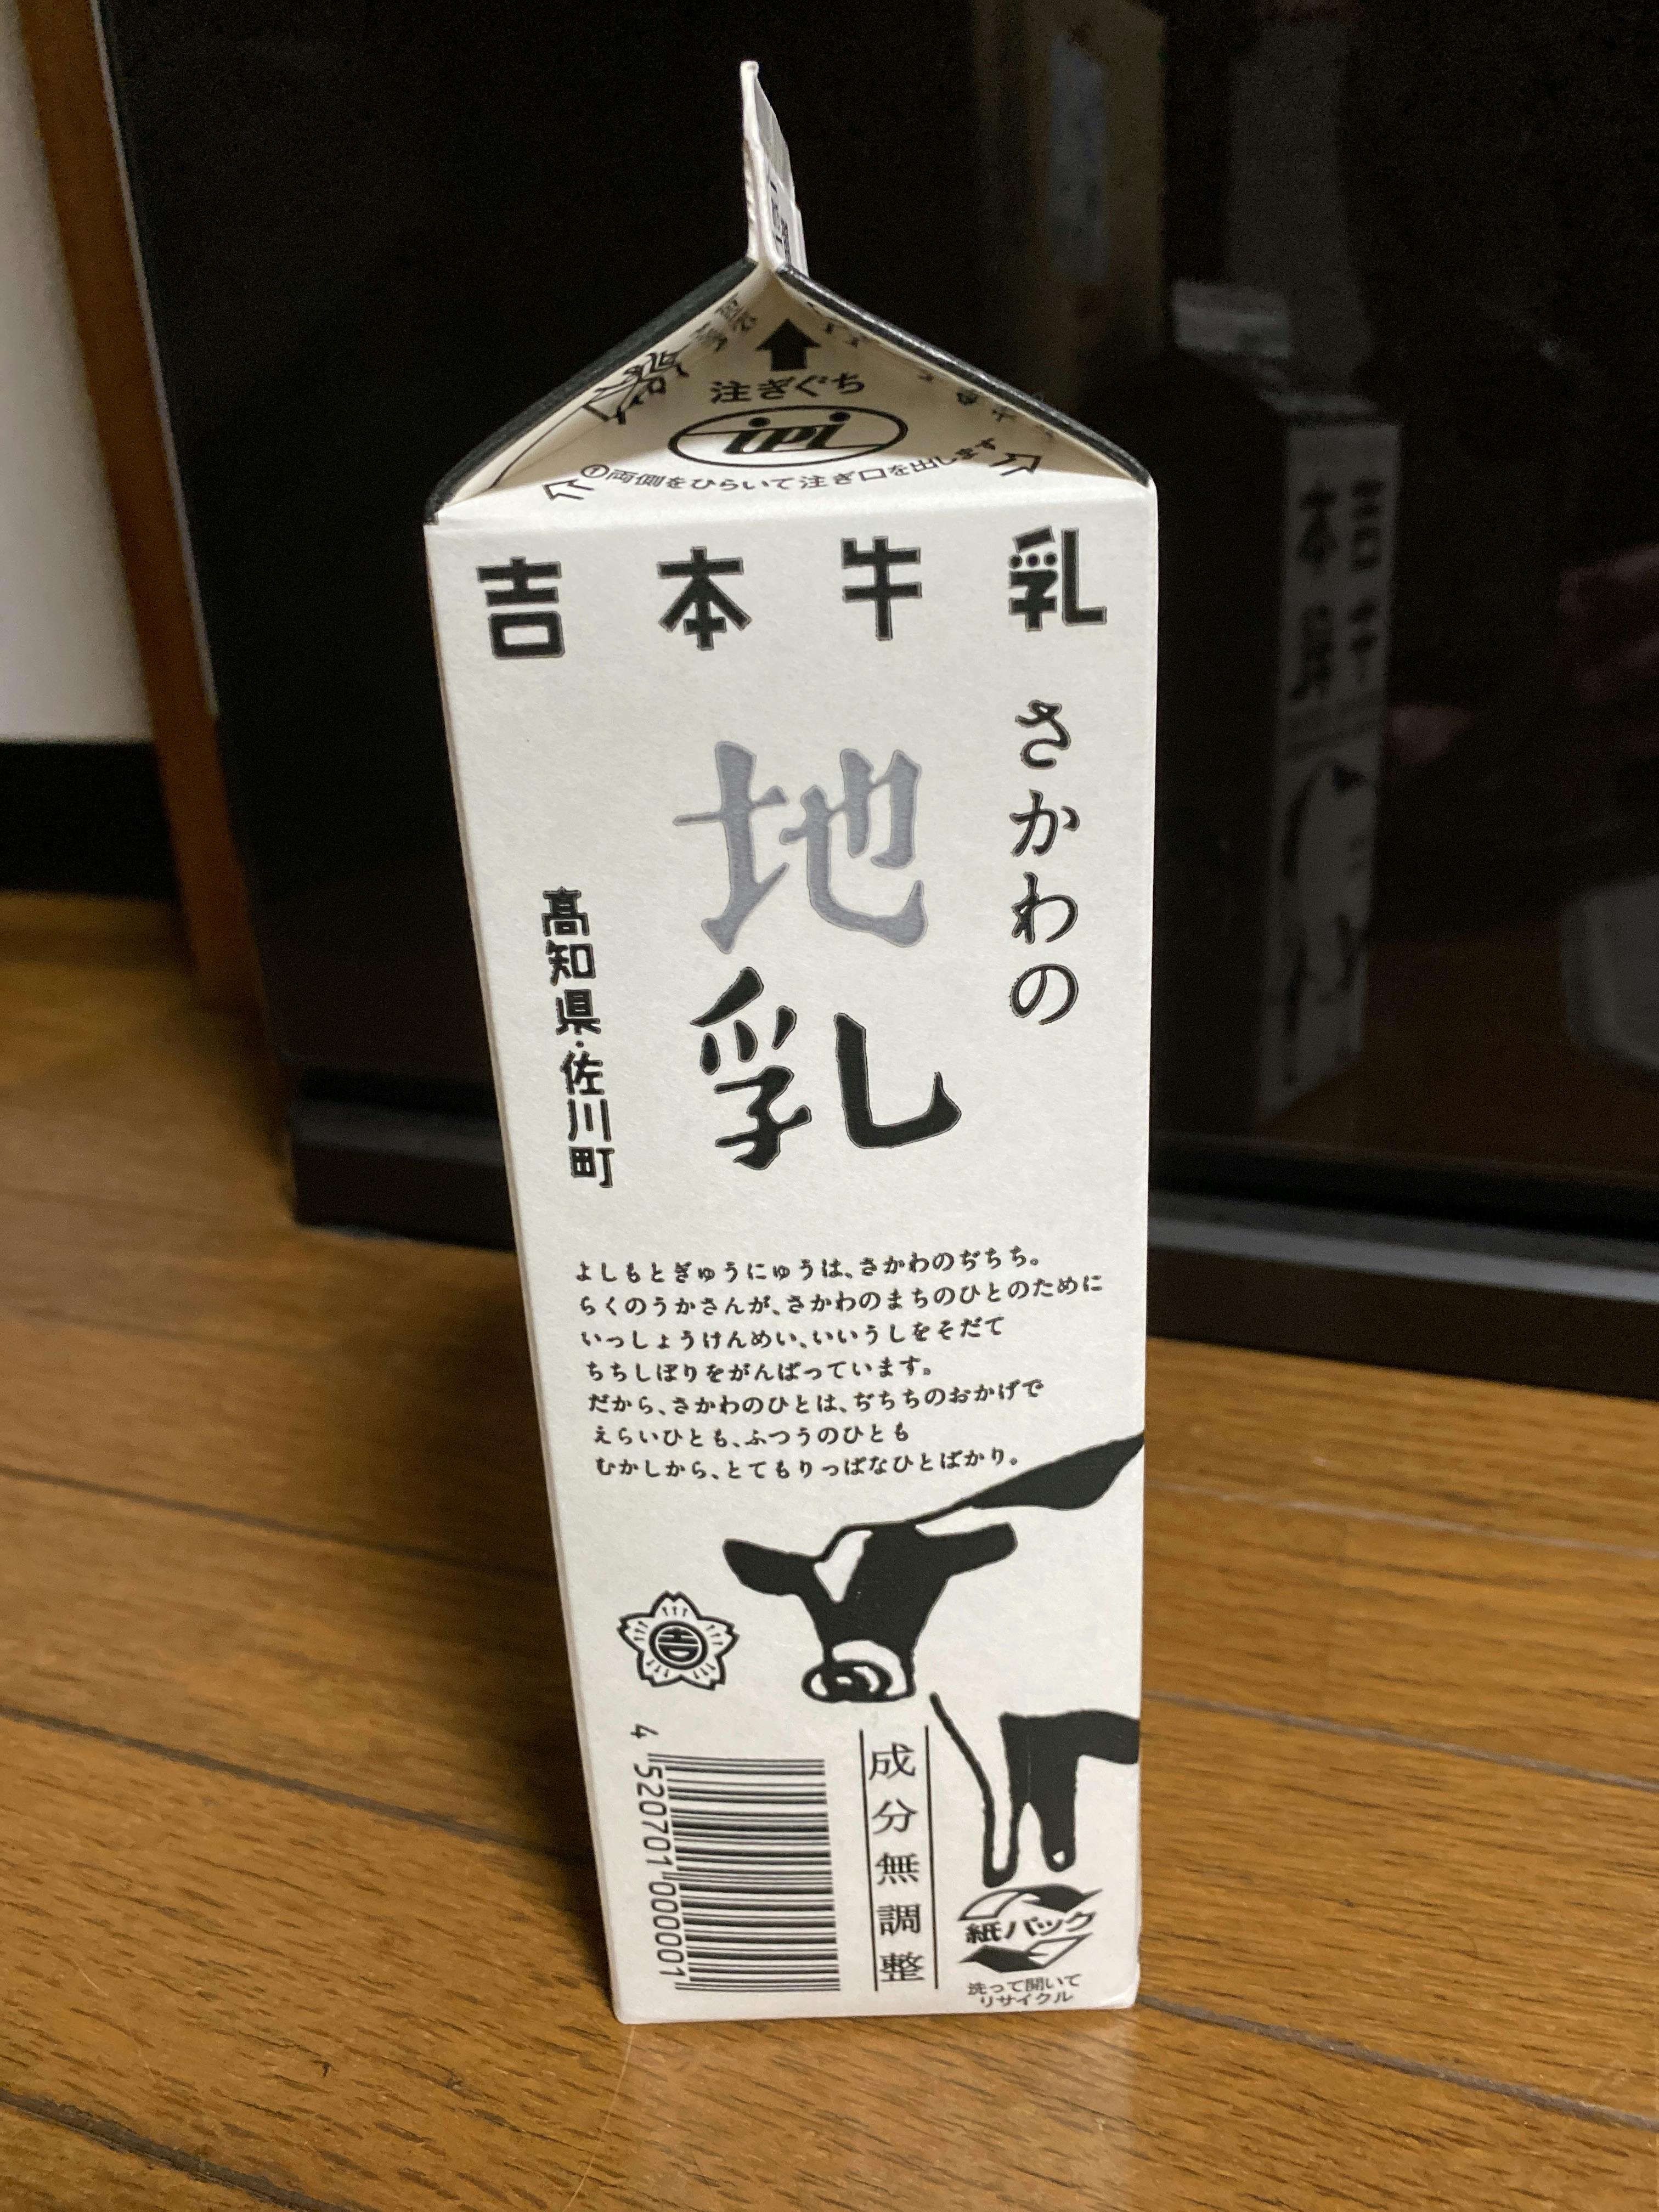 注ぎぐち
ipi
①両側をひらいて注ぎ口を出します
吉本牛乳
さかわの
地乳
高知県・佐川町
よしもとぎゅうにゅうは、さかわのぢちち。
らくのうかさんが、さかわのまちのひとのために
いっしょうけんめい、いいうしをそだて
ちちしぼりをがんばっています。
だから、さかわのひとは、ぢちちのおかげで
えらいひとも、ふつうのひとも
むかしから、とてもりっぱなひとばかり。
吉
成分無調整
4 520701 000001
紙パック
洗って開いて
リサイクル